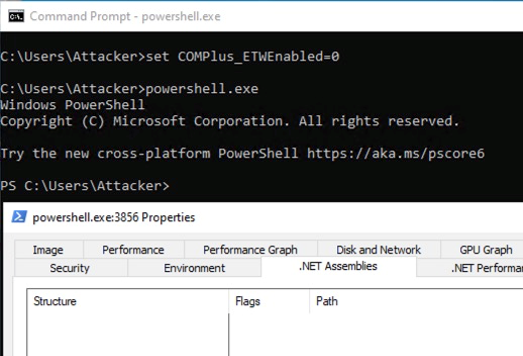 Command Prompt - powershell.exe
C:\Users\Attacker>set COMPlus_ETWEnabled=0
C:\Users\Attacker>powershell.exe
Windows PowerShell
Copyright (C) Microsoft Corporation. All rights reserved.
Try the new cross-platform PowerShell https://aka.ms/pscore6
PS C:\Users\Attacker>
powershell.exe:3856 Properties
Image Performance Performance Graph Disk and Network GPU Graph
Security Environment .NET Assemblies .NET Performa
Structure Flags Path